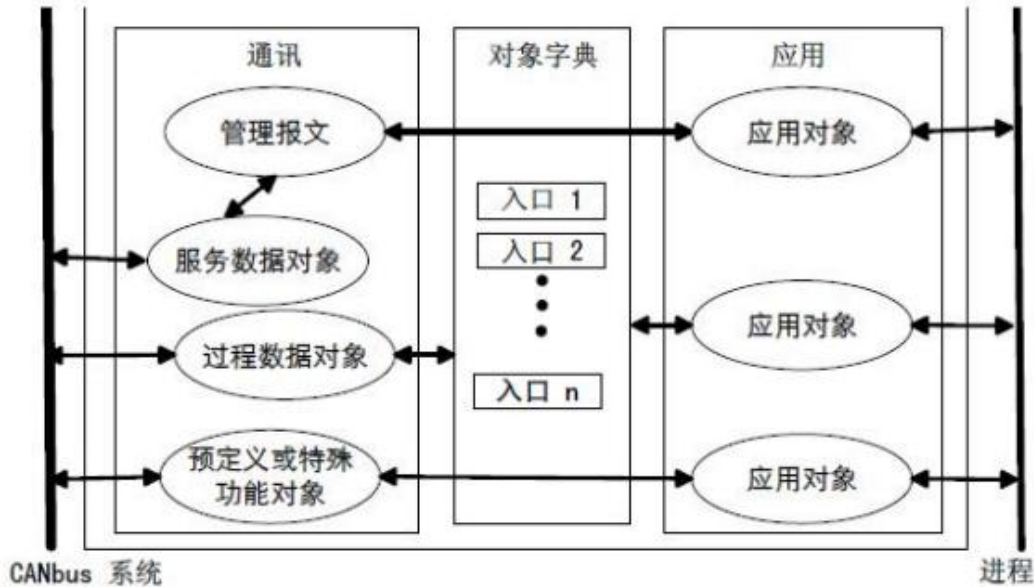 通讯
对象字典
应用
管理报文
应用对象
入口 1
服务数据对象
入口 2
过程数据对象
应用对象
入口 n
预定义或特殊
功能对象
应用对象
CANbus 系统
进程